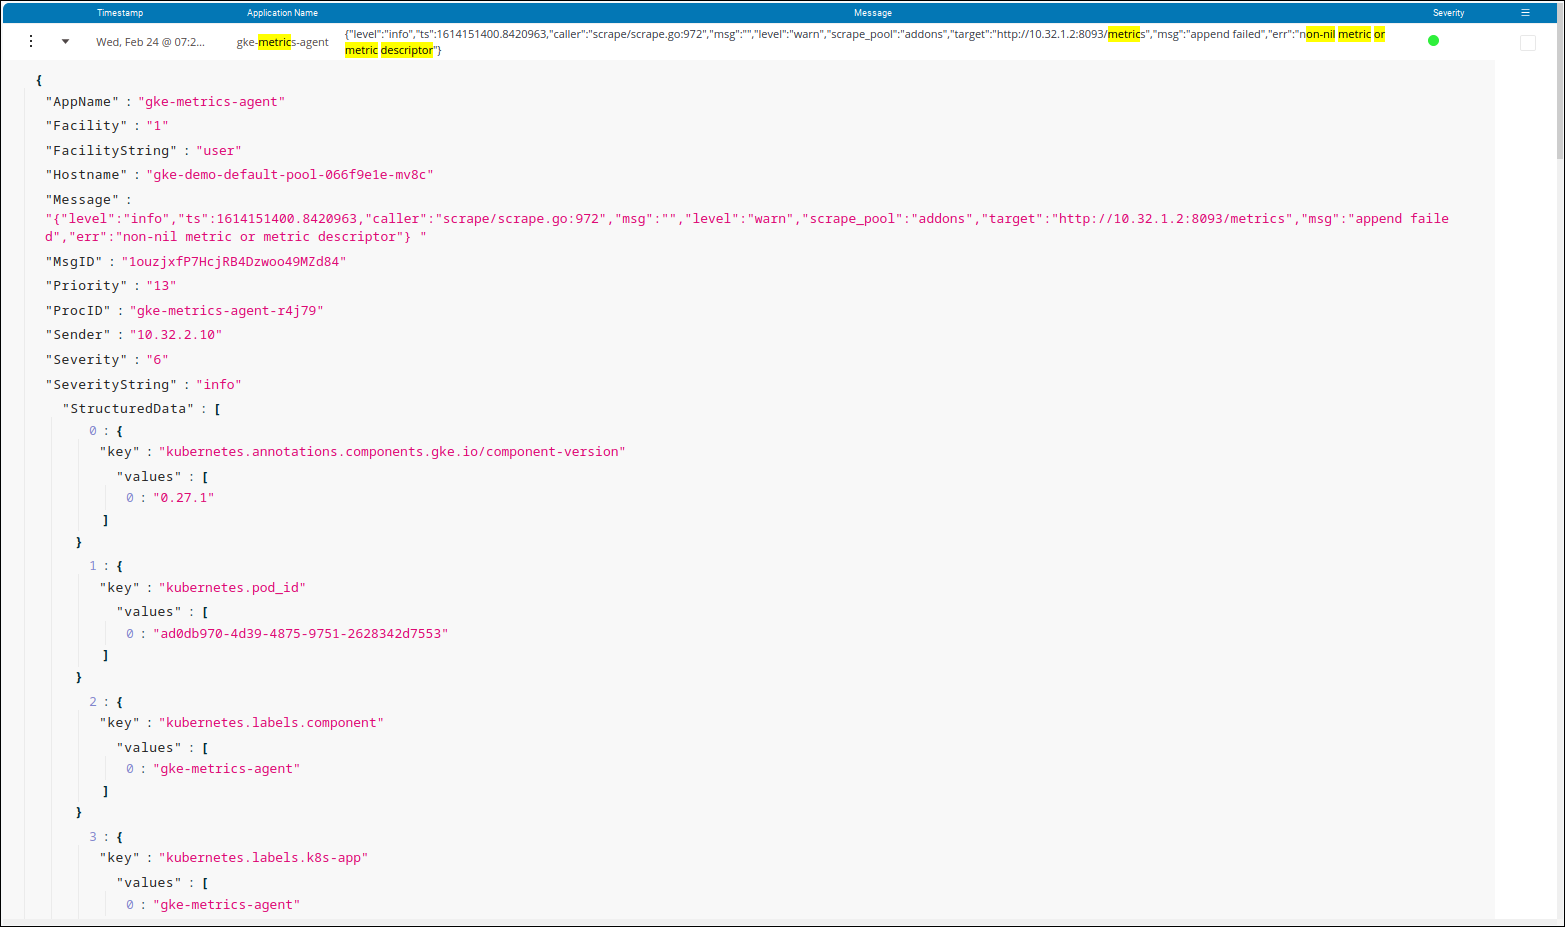 Timestamp Application Name Message Severity
Wed, Feb 24 @ 07:2... gke-metrics-agent {"level":"info","ts":1614151400.8420963,"caller":"scrape/scrape.go:972","msg":"","level":"warn","scrape_pool":"addons","target":"http://10.32.1.2:8093/metrics","msg":"append failed","err":"non-nil metric or
metric descriptor"}
{
"AppName" : "gke-metrics-agent"
"Facility" : "1"
"FacilityString" : "user"
"Hostname" : "gke-demo-default-pool-066f9e1e-mv8c"
"Message" :
"{"level":"info","ts":1614151400.8420963,"caller":"scrape/scrape.go:972","msg":"","level":"warn","scrape_pool":"addons","target":"http://10.32.1.2:8093/metrics","msg":"append faile
d","err":"non-nil metric or metric descriptor"} "
"MsgID" : "1ouzjxfP7HcjRB4Dzwoo49MZd84"
"Priority" : "13"
"ProcID" : "gke-metrics-agent-r4j79"
"Sender" : "10.32.2.10"
"Severity" : "6"
"SeverityString" : "info"
"StructuredData" : [
0 : {
"key" : "kubernetes.annotations.components.gke.io/component-version"
"values" : [
0 : "0.27.1"
]
}
1 : {
"key" : "kubernetes.pod_id"
"values" : [
0 : "ad0db970-4d39-4875-9751-2628342d7553"
]
}
2 : {
"key" : "kubernetes.labels.component"
"values" : [
0 : "gke-metrics-agent"
]
}
3 : {
"key" : "kubernetes.labels.k8s-app"
"values" : [
0 : "gke-metrics-agent"